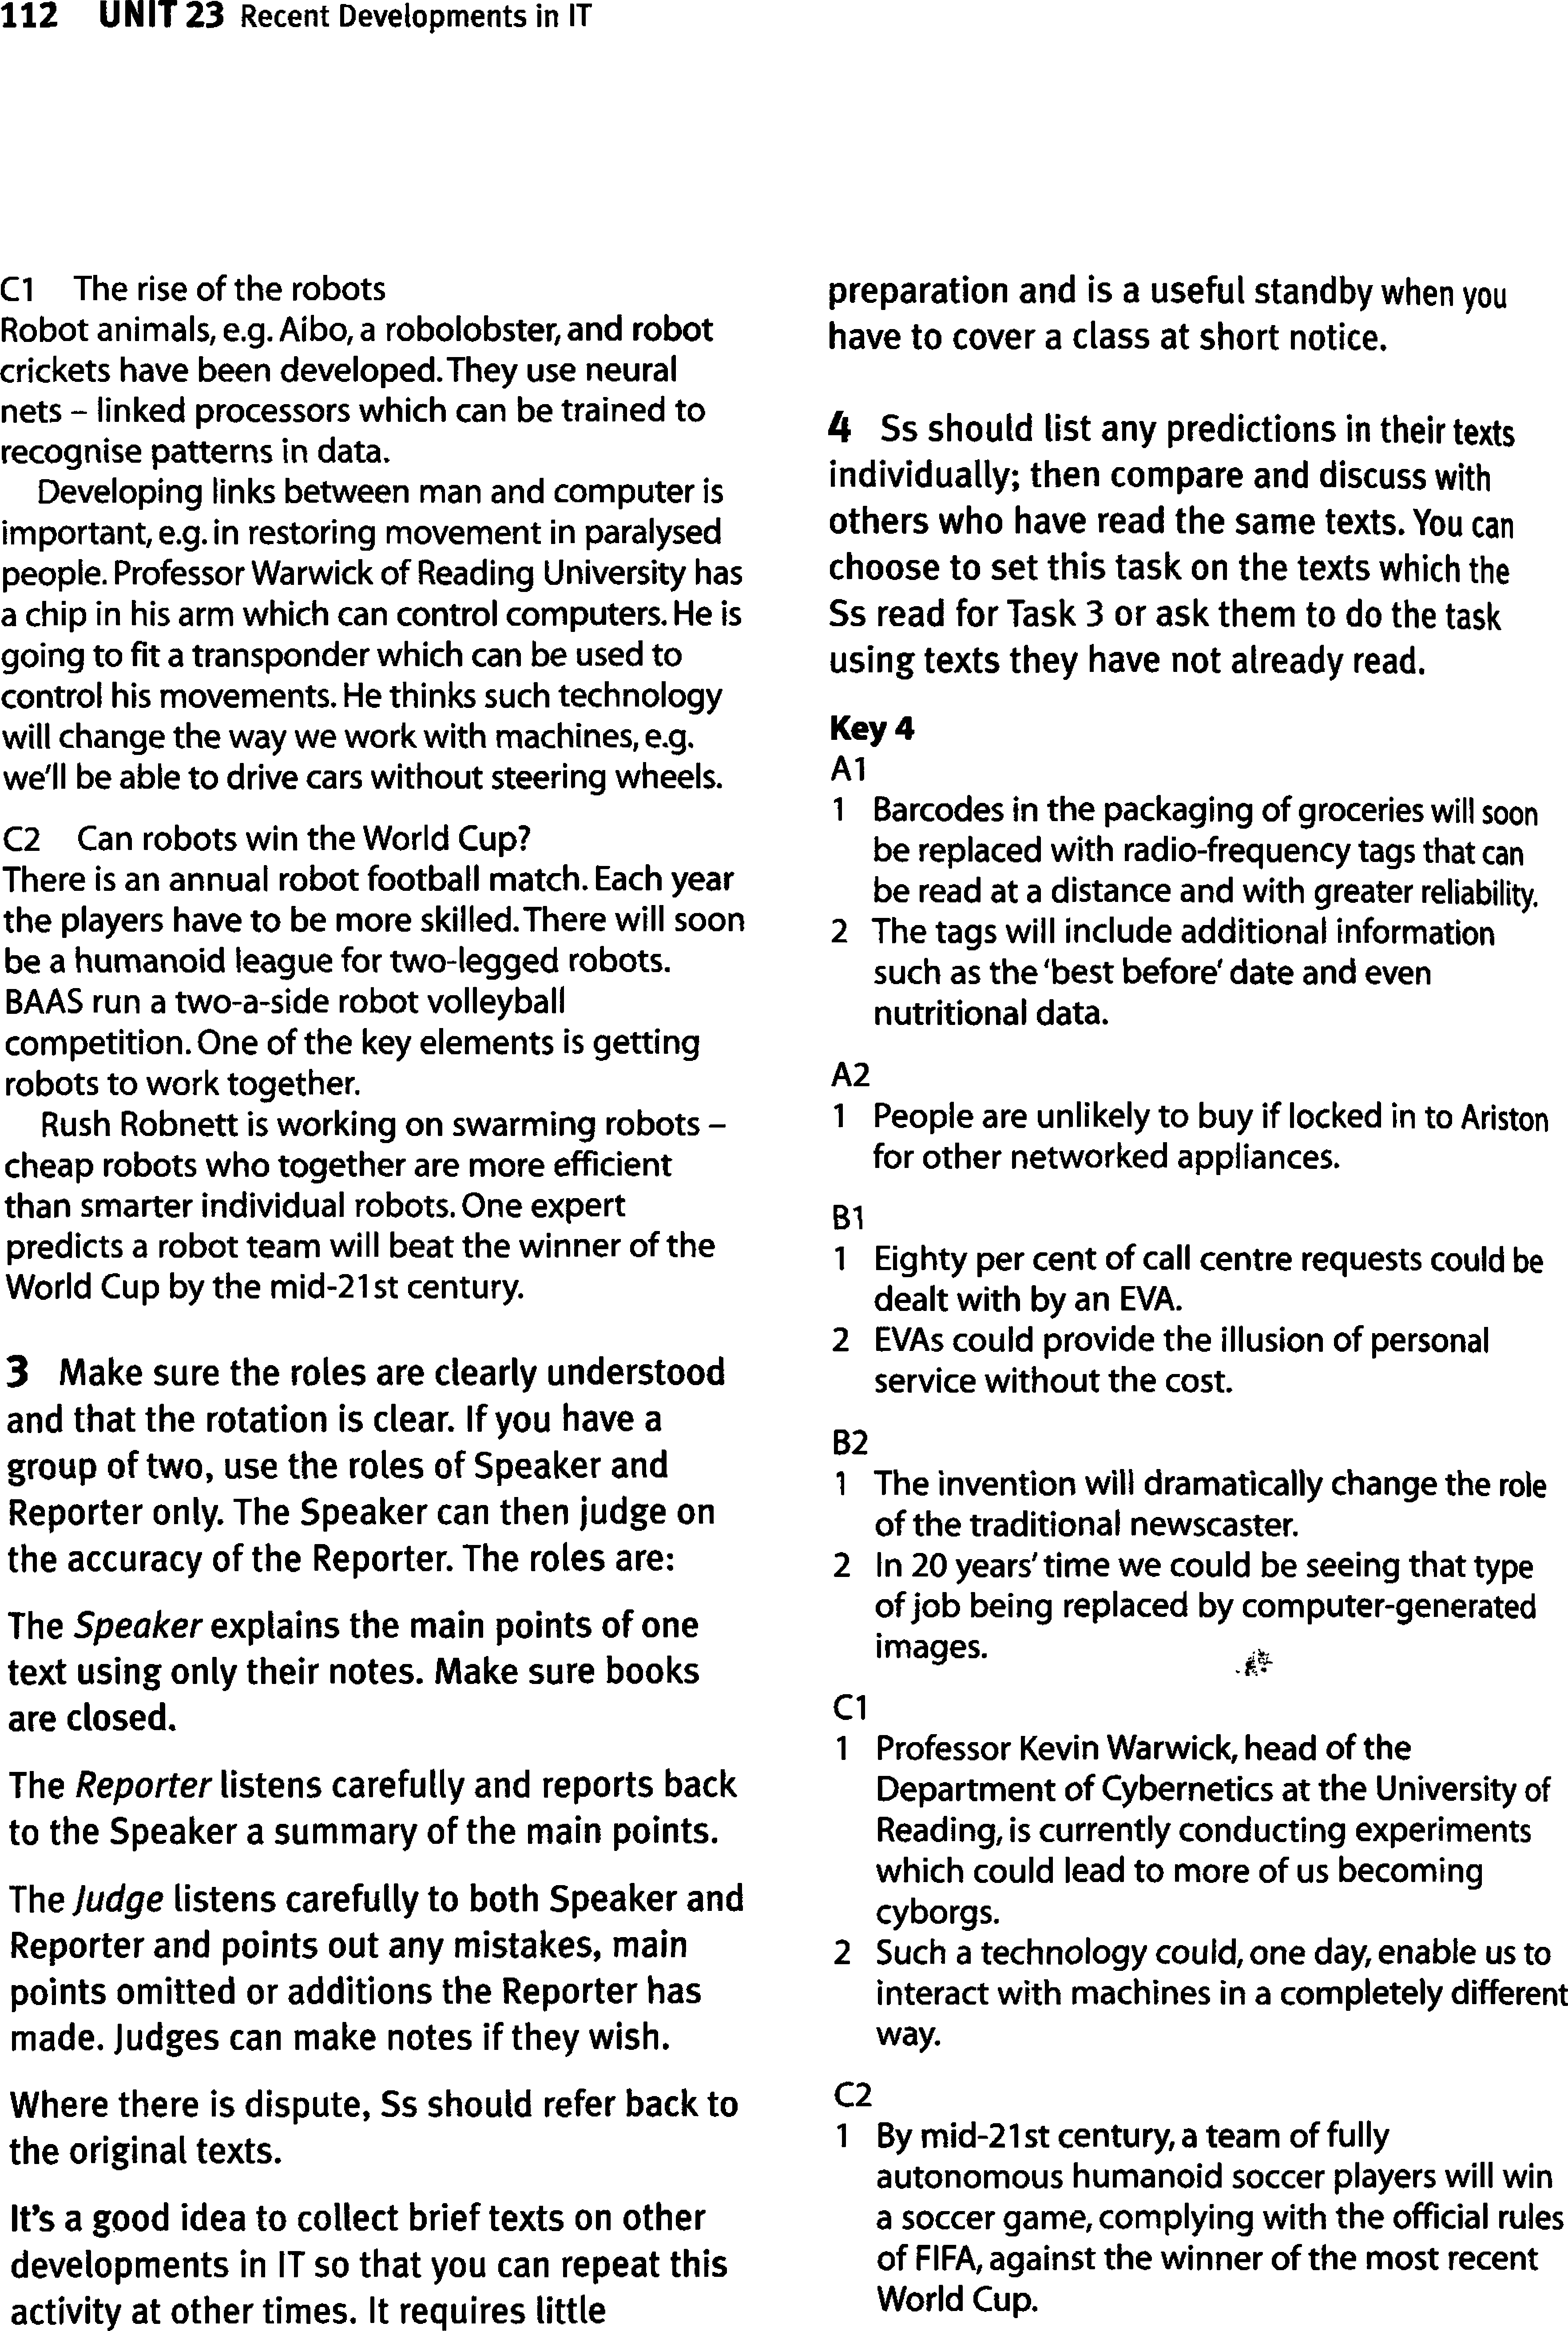 112 UNIT 23 Recent Developments in IT
C1 The rise of the robots
Robot animals, e.g. Aibo, a robolobster, and robot
crickets have been developed. They use neural
nets – linked processors which can be trained to
recognise patterns in data.
Developing links between man and computer is
important, e.g. in restoring movement in paralysed
people. Professor Warwick of Reading University has
a chip in his arm which can control computers. He is
going to fit a transponder which can be used to
control his movements. He thinks such technology
will change the way we work with machines, e.g.
we'll be able to drive cars without steering wheels.
C2 Can robots win the World Cup?
There is an annual robot football match. Each year
the players have to be more skilled. There will soon
be a humanoid league for two-legged robots.
BAAS run a two-a-side robot volleyball
competition. One of the key elements is getting
robots to work together.
Rush Robnett is working on swarming robots –
cheap robots who together are more efficient
than smarter individual robots. One expert
predicts a robot team will beat the winner of the
World Cup by the mid-21st century.
3 Make sure the roles are clearly understood
and that the rotation is clear. If you have a
group of two, use the roles of Speaker and
Reporter only. The Speaker can then judge on
the accuracy of the Reporter. The roles are:
The Speaker explains the main points of one
text using only their notes. Make sure books
are closed.
The Reporter listens carefully and reports back
to the Speaker a summary of the main points.
The Judge listens carefully to both Speaker and
Reporter and points out any mistakes, main
points omitted or additions the Reporter has
made. Judges can make notes if they wish.
Where there is dispute, Ss should refer back to
the original texts.
It's a good idea to collect brief texts on other
developments in IT so that you can repeat this
activity at other times. It requires little
preparation and is a useful standby when you
have to cover a class at short notice.
4 Ss should list any predictions in their texts
individually; then compare and discuss with
others who have read the same texts. You can
choose to set this task on the texts which the
Ss read for Task 3 or ask them to do the task
using texts they have not already read.
Key 4
A1
1 Barcodes in the packaging of groceries will soon
be replaced with radio-frequency tags that can
be read at a distance and with greater reliability.
2 The tags will include additional information
such as the 'best before' date and even
nutritional data.
A2
1 People are unlikely to buy if locked in to Ariston
for other networked appliances.
B1
1 Eighty per cent of call centre requests could be
dealt with by an EVA.
2 EVAs could provide the illusion of personal
service without the cost.
B2
1 The invention will dramatically change the role
of the traditional newscaster.
2 In 20 years' time we could be seeing that type
of job being replaced by computer-generated
images.
C1
1 Professor Kevin Warwick, head of the
Department of Cybernetics at the University of
Reading, is currently conducting experiments
which could lead to more of us becoming
cyborgs.
2 Such a technology could, one day, enable us to
interact with machines in a completely different
way.
C2
1 By mid-21st century, a team of fully
autonomous humanoid soccer players will win
a soccer game, complying with the official rules
of FIFA, against the winner of the most recent
World Cup.